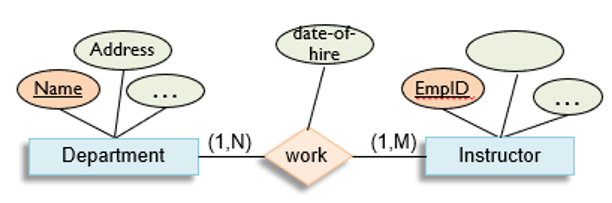 date-of-
hire
Address
Name
...
EmpID
...
Department
(1,N)
work
(1,M)
Instructor